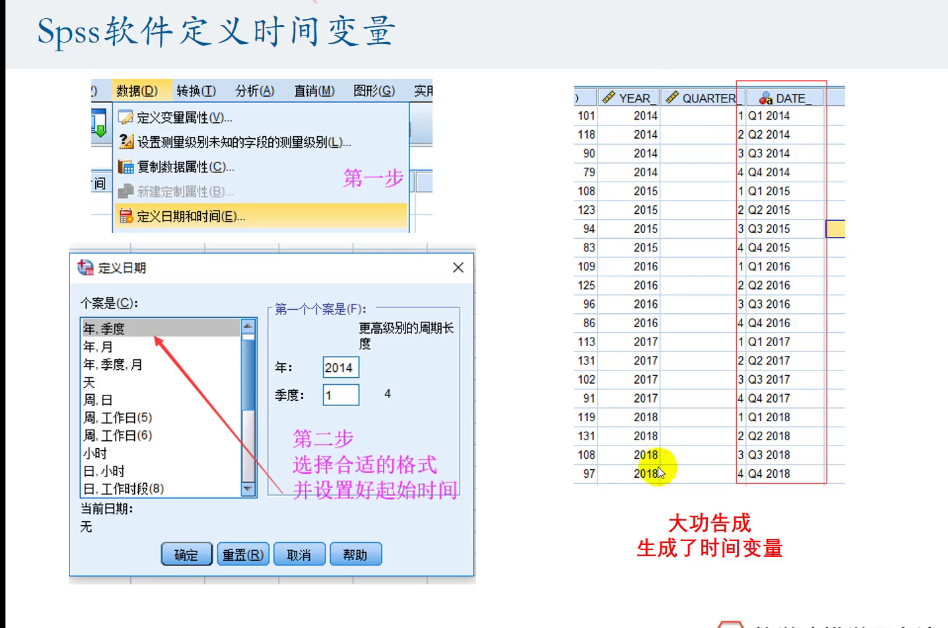 Spss软件定义时间变量
数据(D) 转换(T) 分析(A) 直销(M) 图形(G) 实用
定义变量属性(V)...
设置测量级别未知的字段的测量级别(L)...
复制数据属性(C)...
新建定制属性(B)...
定义日期和时间(E)...
间
第一步
定义日期
个案是(C):
年, 季度
年, 月
年, 季度, 月
天
周, 日
周, 工作日(5)
周, 工作日(6)
小时
日, 小时
日, 工作时段(8)
当前日期:
无
第一个个案是(F):
更高级别的周期长
度
年: 2014
季度: 1 4
第二步
选择合适的格式
并设置好起始时间
确定 重置(R) 取消 帮助
YEAR_ QUARTER_ DATE_
101 2014 1 Q1 2014
118 2014 2 Q2 2014
90 2014 3 Q3 2014
79 2014 4 Q4 2014
108 2015 1 Q1 2015
123 2015 2 Q2 2015
94 2015 3 Q3 2015
83 2015 4 Q4 2015
109 2016 1 Q1 2016
125 2016 2 Q2 2016
96 2016 3 Q3 2016
86 2016 4 Q4 2016
113 2017 1 Q1 2017
131 2017 2 Q2 2017
102 2017 3 Q3 2017
91 2017 4 Q4 2017
119 2018 1 Q1 2018
131 2018 2 Q2 2018
108 2018 3 Q3 2018
97 2018 4 Q4 2018
大功告成
生成了时间变量